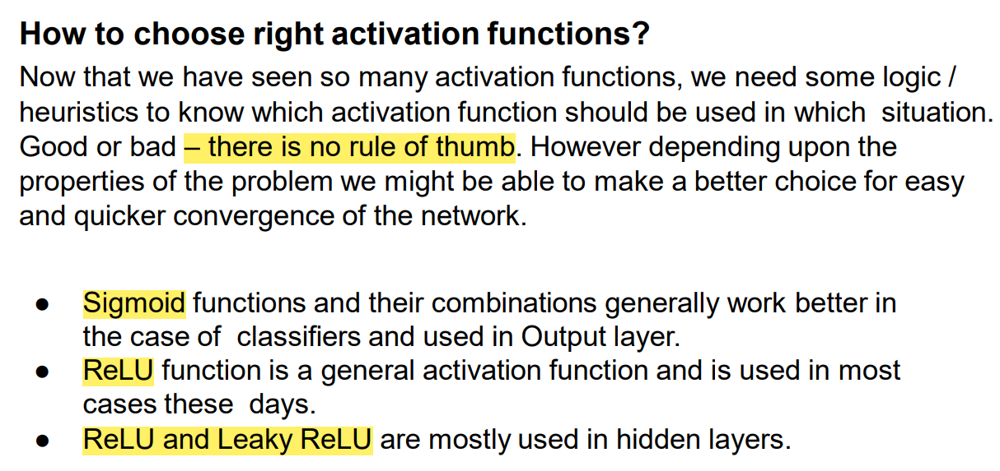 How to choose right activation functions?
Now that we have seen so many activation functions, we need some logic /
heuristics to know which activation function should be used in which  situation.
Good or bad – there is no rule of thumb. However depending upon the
properties of the problem we might be able to make a better choice for easy
and quicker convergence of the network.
● Sigmoid functions and their combinations generally work better in
the case of  classifiers and used in Output layer.
● ReLU function is a general activation function and is used in most
cases these  days.
● ReLU and Leaky ReLU are mostly used in hidden layers.